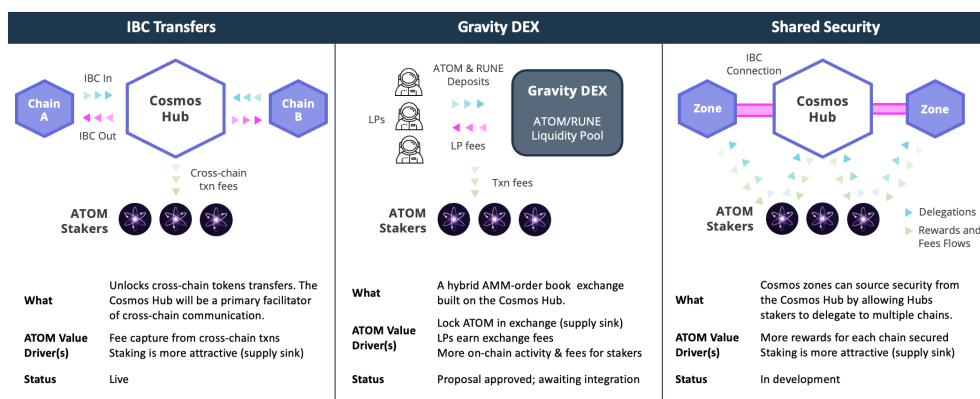 IBC Transfers
IBC In
Chain
A
Cosmos
Hub
Chain
B
IBC Out
Cross-chain
txn fees
ATOM
Stakers
What
Unlocks cross-chain tokens transfers. The
Cosmos Hub will be a primary facilitator
of cross-chain communication.
ATOM Value
Driver(s)
Fee capture from cross-chain txns
Staking is more attractive (supply sink)
Status
Live
Gravity DEX
ATOM & RUNE
Deposits
LPs
LP fees
Gravity DEX
ATOM/RUNE
Liquidity Pool
Txn fees
ATOM
Stakers
What
A hybrid AMM-order book exchange
built on the Cosmos Hub.
ATOM Value
Driver(s)
Lock ATOM in exchange (supply sink)
LPs earn exchange fees
More on-chain activity & fees for stakers
Status
Proposal approved; awaiting integration
Shared Security
IBC
Connection
Zone
Cosmos
Hub
Zone
ATOM
Stakers
Delegations
Rewards and
Fees Flows
What
Cosmos zones can source security from
the Cosmos Hub by allowing Hubs
stakers to delegate to multiple chains.
ATOM Value
Driver(s)
More rewards for each chain secured
Staking is more attractive (supply sink)
Status
In development